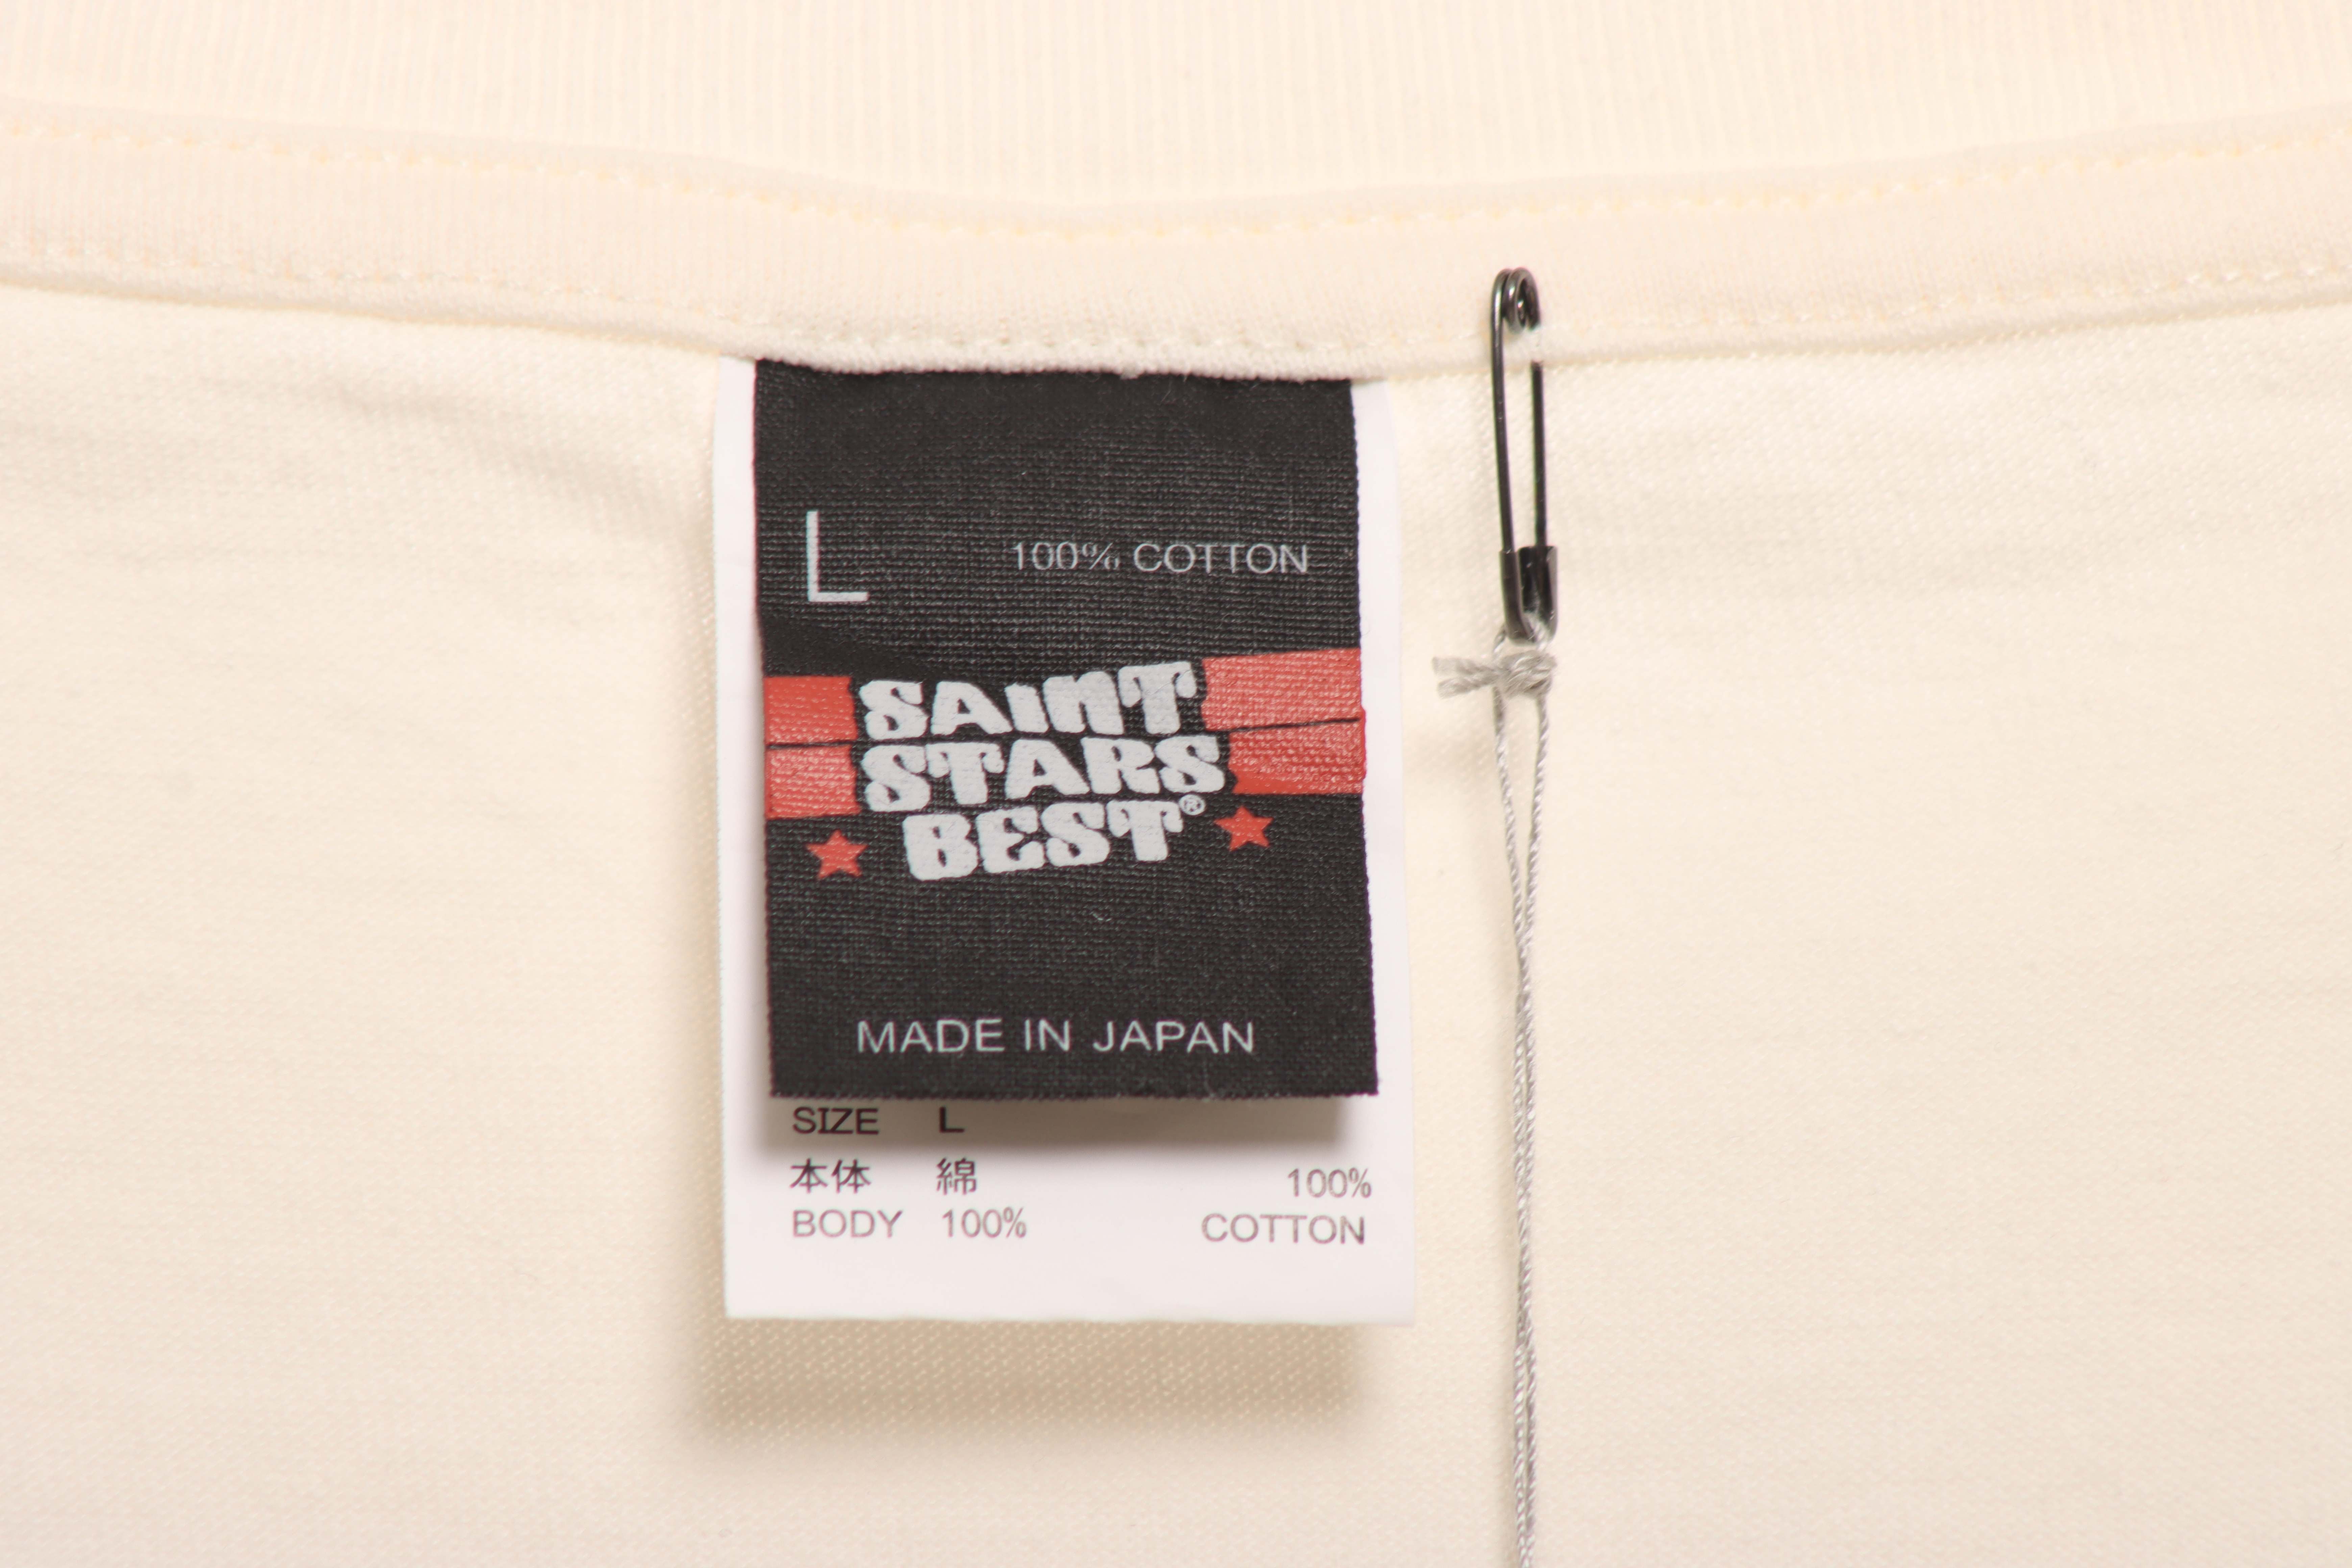 L 100% COTTON
SAINT
STARS
BEST®
MADE IN JAPAN
SIZE L
本体 綿 100%
BODY 100% COTTON